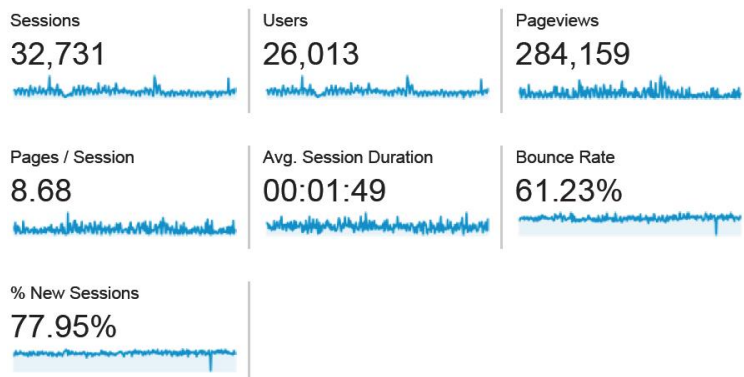 Sessions
32,731
Users
26,013
Pageviews
284,159
Pages / Session
8.68
Avg. Session Duration
00:01:49
Bounce Rate
61.23%
% New Sessions
77.95%